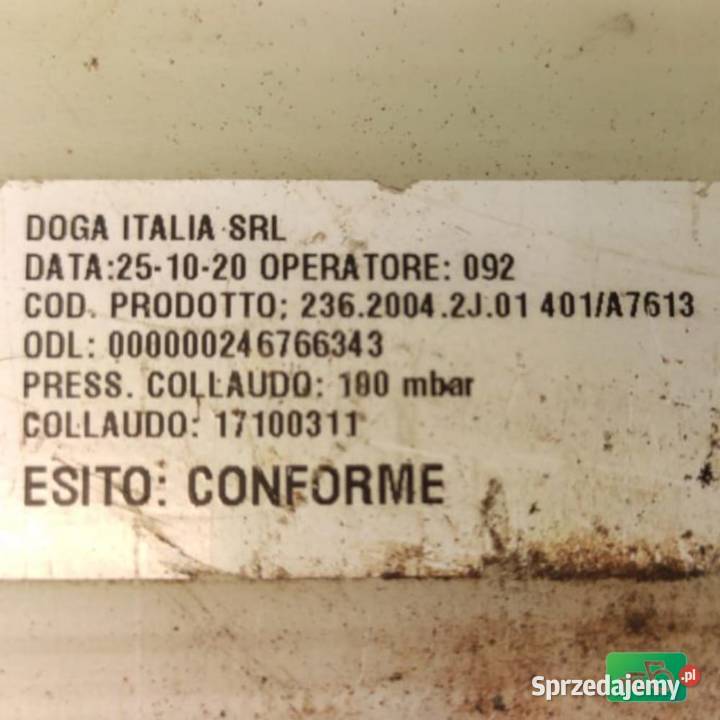 DOGA ITALIA SRL
DATA:25-10-20 OPERATORE: 092
COD. PRODOTTO: 236.2004.2J.01 401/A7613
ODL: 000000246766343
PRESS. COLLAUDO: 100 mbar
COLLAUDO: 17100311
ESITO: CONFORME
Sprzedajemy.pl